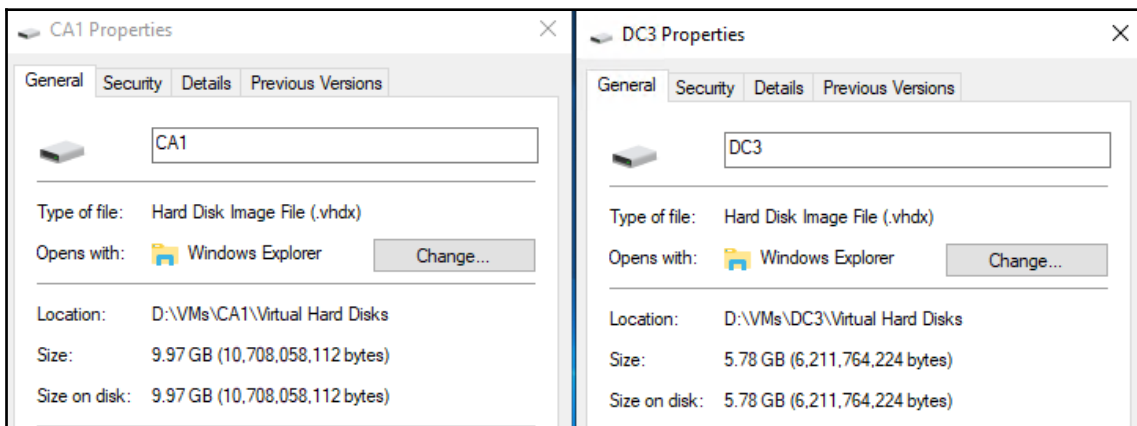 CA1 Properties
General Security Details Previous Versions
CA1
Type of file: Hard Disk Image File (.vhdx)
Opens with: Windows Explorer Change...
Location: D:\VMs\CA1\Virtual Hard Disks
Size: 9.97 GB (10,708,058,112 bytes)
Size on disk: 9.97 GB (10,708,058,112 bytes)
DC3 Properties
General Security Details Previous Versions
DC3
Type of file: Hard Disk Image File (.vhdx)
Opens with: Windows Explorer Change...
Location: D:\VMs\DC3\Virtual Hard Disks
Size: 5.78 GB (6,211,764,224 bytes)
Size on disk: 5.78 GB (6,211,764,224 bytes)